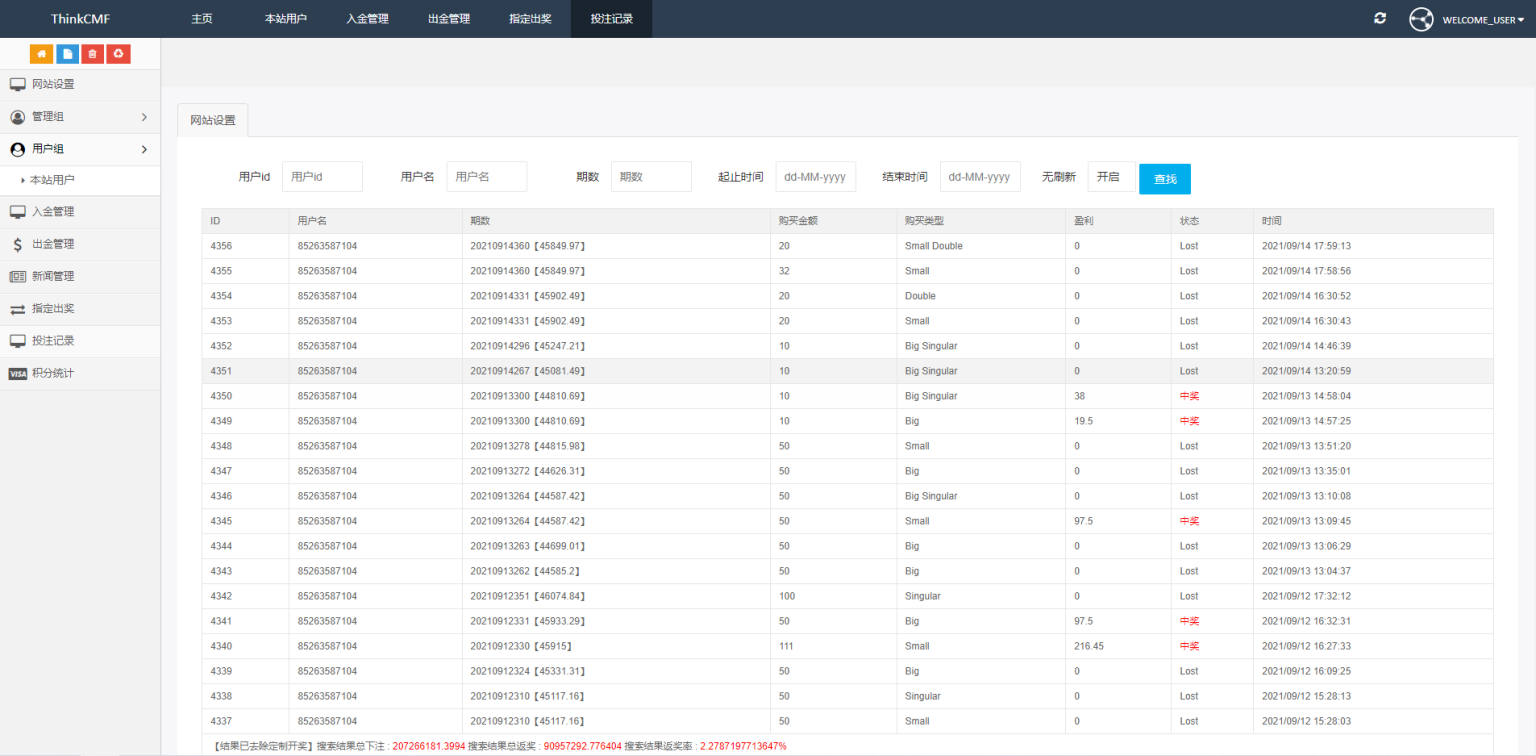 ThinkCMF 主页 本站用户 入金管理 出金管理 指定出奖 投注记录 WELCOME_USER
网站设置
管理组
用户组
本站用户
入金管理
出金管理
新闻管理
指定出奖
投注记录
VISA 积分统计
网站设置
用户id 用户id 用户名 用户名 期数 期数 起止时间 dd-MM-yyyy 结束时间 dd-MM-yyyy 无刷新 开启 查找
ID 用户名 期数 购买金额 购买类型 盈利 状态 时间
4356 85263587104 20210914360【45849.97】 20 Small Double 0 Lost 2021/09/14 17:59:13
4355 85263587104 20210914360【45849.97】 32 Small 0 Lost 2021/09/14 17:58:56
4354 85263587104 20210914331【45902.49】 20 Double 0 Lost 2021/09/14 16:30:52
4353 85263587104 20210914331【45902.49】 20 Small 0 Lost 2021/09/14 16:30:43
4352 85263587104 20210914296【45247.21】 10 Big Singular 0 Lost 2021/09/14 14:46:39
4351 85263587104 20210914267【45081.49】 10 Big Singular 0 Lost 2021/09/14 13:20:59
4350 85263587104 20210913300【44810.69】 10 Big Singular 38 中奖 2021/09/13 14:58:04
4349 85263587104 20210913300【44810.69】 10 Big 19.5 中奖 2021/09/13 14:57:25
4348 85263587104 20210913278【44815.98】 50 Small 0 Lost 2021/09/13 13:51:20
4347 85263587104 20210913272【44626.31】 50 Big 0 Lost 2021/09/13 13:35:01
4346 85263587104 20210913264【44587.42】 50 Big Singular 0 Lost 2021/09/13 13:10:08
4345 85263587104 20210913264【44587.42】 50 Small 97.5 中奖 2021/09/13 13:09:45
4344 85263587104 20210913263【44699.01】 50 Big 0 Lost 2021/09/13 13:06:29
4343 85263587104 20210913262【44585.2】 50 Big 0 Lost 2021/09/13 13:04:37
4342 85263587104 20210912351【46074.84】 100 Singular 0 Lost 2021/09/12 17:32:12
4341 85263587104 20210912331【45933.29】 50 Big 97.5 中奖 2021/09/12 16:32:31
4340 85263587104 20210912330【45915】 111 Small 216.45 中奖 2021/09/12 16:27:33
4339 85263587104 20210912324【45331.31】 50 Big 0 Lost 2021/09/12 16:09:25
4338 85263587104 20210912310【45117.16】 50 Singular 0 Lost 2021/09/12 15:28:13
4337 85263587104 20210912310【45117.16】 50 Small 0 Lost 2021/09/12 15:28:03
【结果已去除定制开奖】搜索结果总下注 : 207266181.3994 搜索结果总返奖 : 90957292.776404 搜索结果返奖率 : 2.2787197713647%